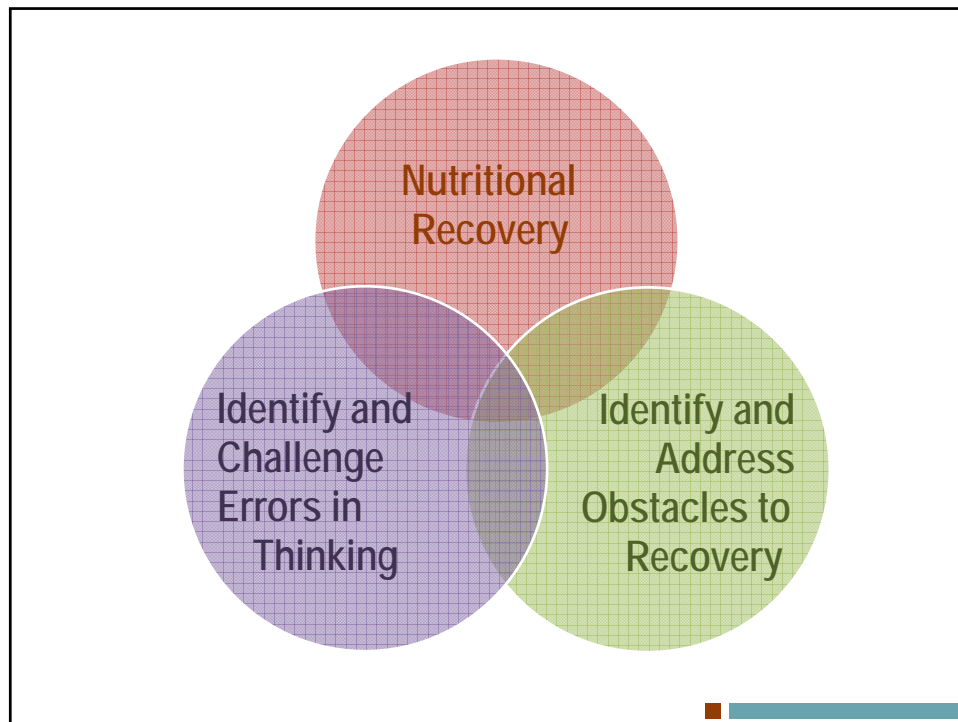 Nutritional
Recovery
Identify and
Challenge
Errors in
Thinking
Identify and
Address
Obstacles to
Recovery